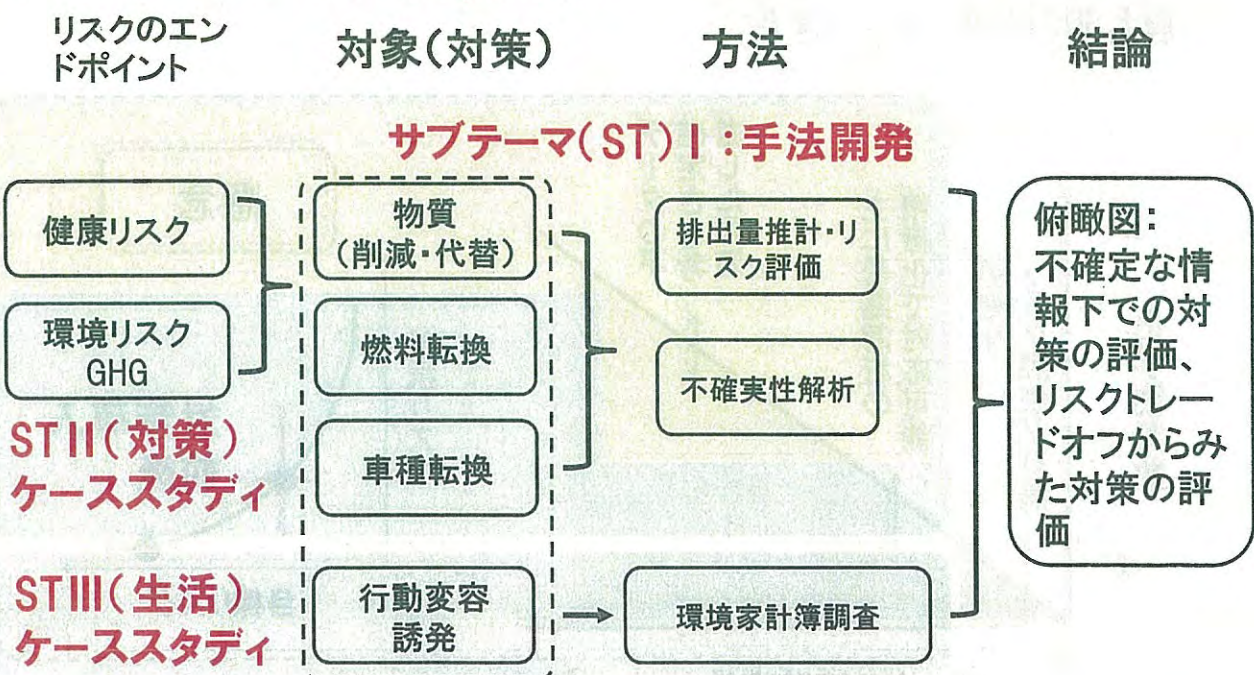 リスクのエン
ドポイント
対象(対策)
方法
結論
サブテーマ(ST)Ⅰ:手法開発
健康リスク
環境リスク
GHG
物質
(削減・代替)
燃料転換
車種転換
排出量推計・リ
スク評価
不確実性解析
俯瞰図:
不確定な情
報下での対
策の評価、
リスクトレー
ドオフからみ
た対策の評
価
STⅡ(対策)
ケーススタディ
STⅢ(生活)
ケーススタディ
行動変容
誘発
環境家計簿調査